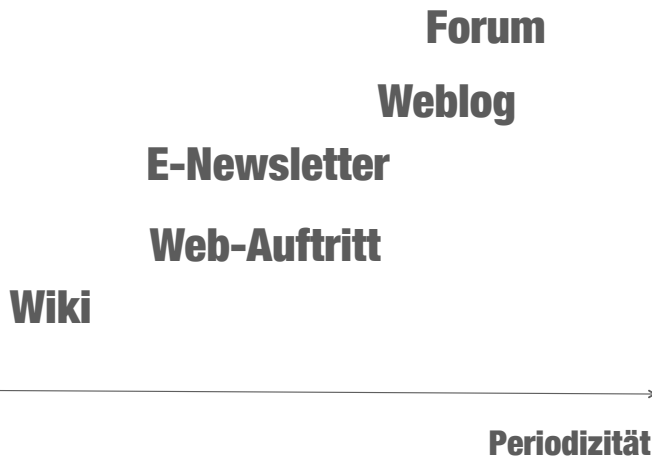 Forum
Weblog
E-Newsletter
Web-Auftritt
Wiki
Periodizität